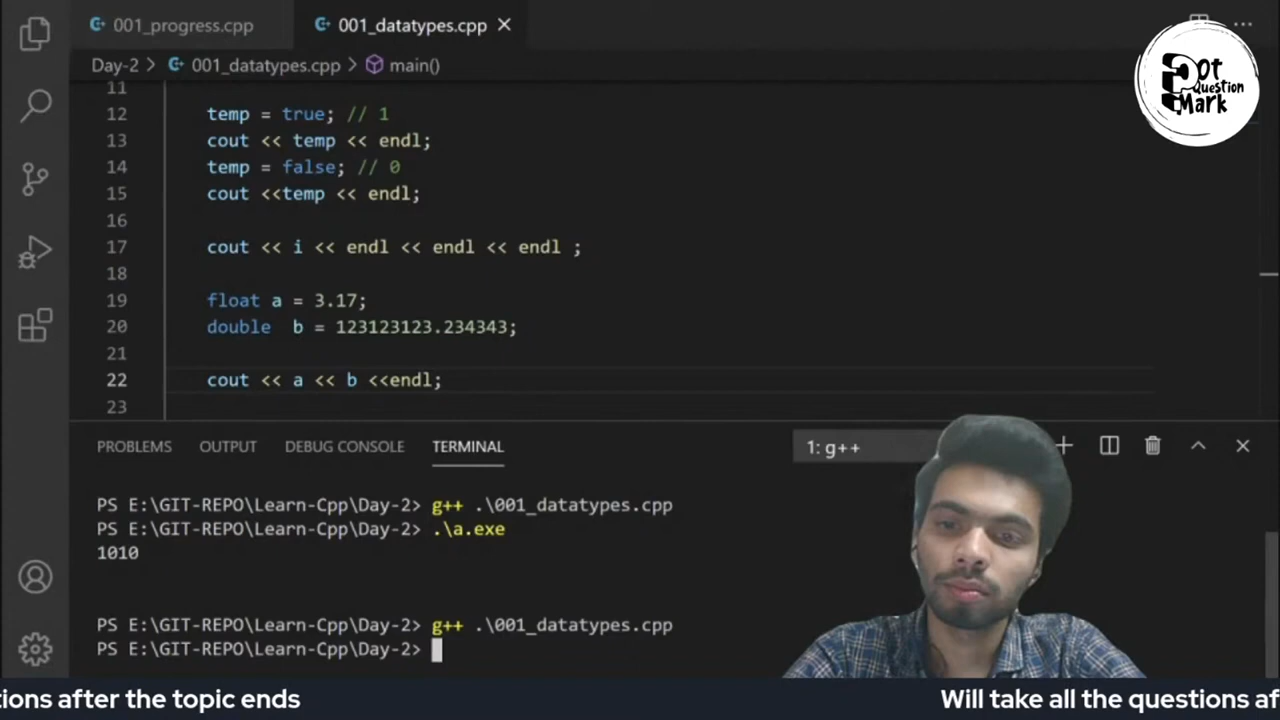 001_progress.cpp
001_datatypes.cpp
Day-2
001_datatypes.cpp
main()
11
12 temp = true; // 1
13 cout << temp << endl;
14 temp = false; // 0
15 cout <<temp << endl;
16
17 cout << i << endl << endl << endl ;
18
19 float a = 3.17;
20 double  b = 123123123.234343;
21
22 cout << a << b <<endl;
23
PROBLEMS OUTPUT DEBUG CONSOLE TERMINAL 1: g++
PS E:\GIT-REPO\Learn-Cpp\Day-2> g++ .\001_datatypes.cpp
PS E:\GIT-REPO\Learn-Cpp\Day-2> .\a.exe
1010
PS E:\GIT-REPO\Learn-Cpp\Day-2> g++ .\001_datatypes.cpp
PS E:\GIT-REPO\Learn-Cpp\Day-2>
Dot
Question
Mark
tions after the topic ends
Will take all the questions af